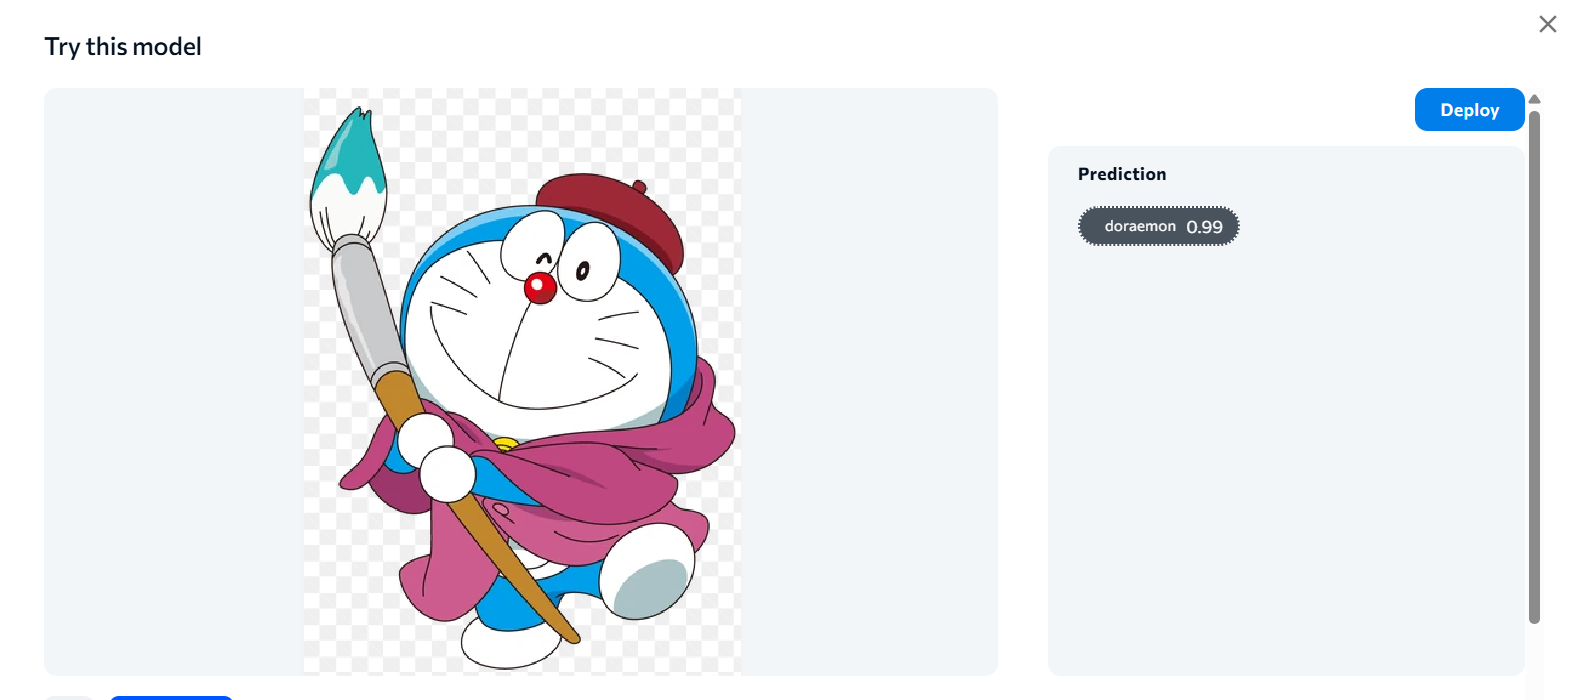 Try this model
Deploy
Prediction
doraemon 0.99